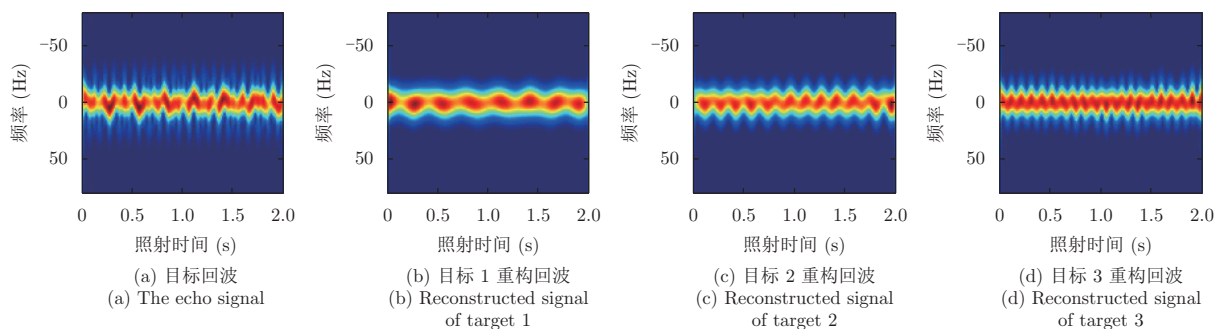 −50
0
50
频率 (Hz)
0
0.5
1.0
1.5
2.0
照射时间 (s)
(a) 目标回波
(a) The echo signal
−50
0
50
频率 (Hz)
0
0.5
1.0
1.5
2.0
照射时间 (s)
(b) 目标 1 重构回波
(b) Reconstructed signal
of target 1
−50
0
50
频率 (Hz)
0
0.5
1.0
1.5
2.0
照射时间 (s)
(c) 目标 2 重构回波
(c) Reconstructed signal
of target 2
−50
0
50
频率 (Hz)
0
0.5
1.0
1.5
2.0
照射时间 (s)
(d) 目标 3 重构回波
(d) Reconstructed signal
of target 3